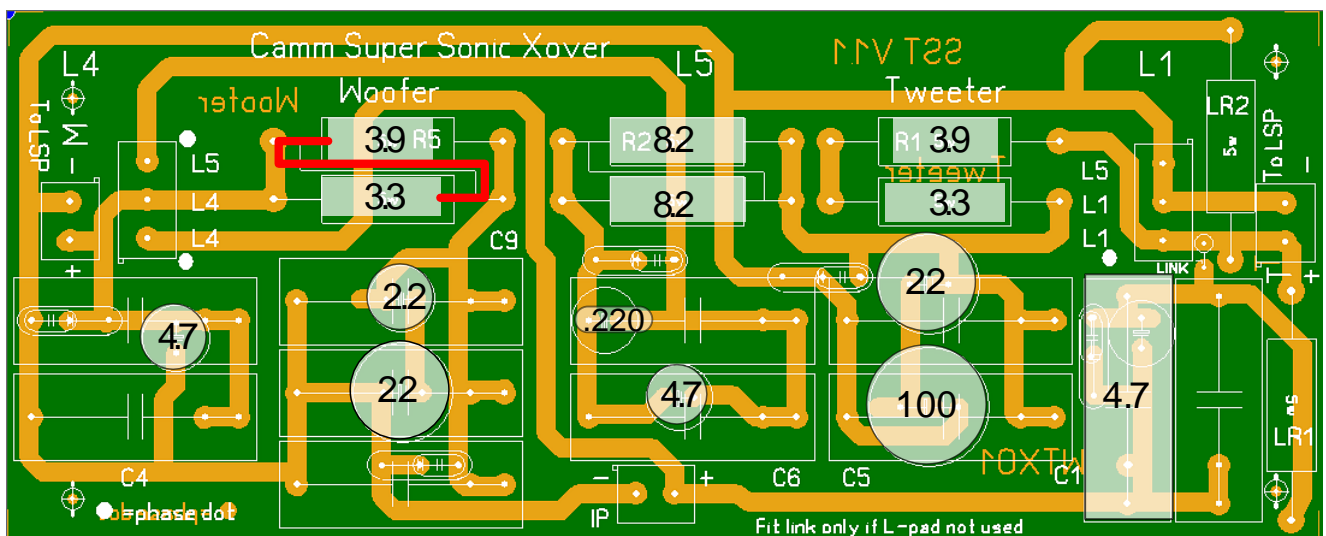 Camm Super Sonic Xover
SST V1.1
L4
L5
L1
Woofer
Woofer
Tweeter
LR2
To LSP
- M
+
3.9
R5
R2
8.2
R1
3.9
5w
To LSP
-
L5
L4
L4
Tweeter
L5
L1
L1
3.3
8.2
3.3
C9
LINK
T
+
2.2
22
4.7
.220
22
4.7
100
4.7
LR1
C4
C6
C5
C1
WTX01
-
+
IP
=phase dot
=phase dot
Fit link only if L-pad not used